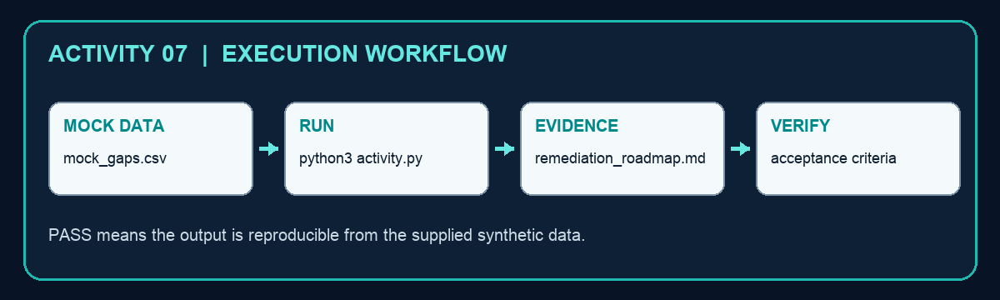 ACTIVITY 07 | EXECUTION WORKFLOW
MOCK DATA
mock_gaps.csv
RUN
python3 activity.py
EVIDENCE
remediation_roadmap.md
VERIFY
acceptance criteria
PASS means the output is reproducible from the supplied synthetic data.